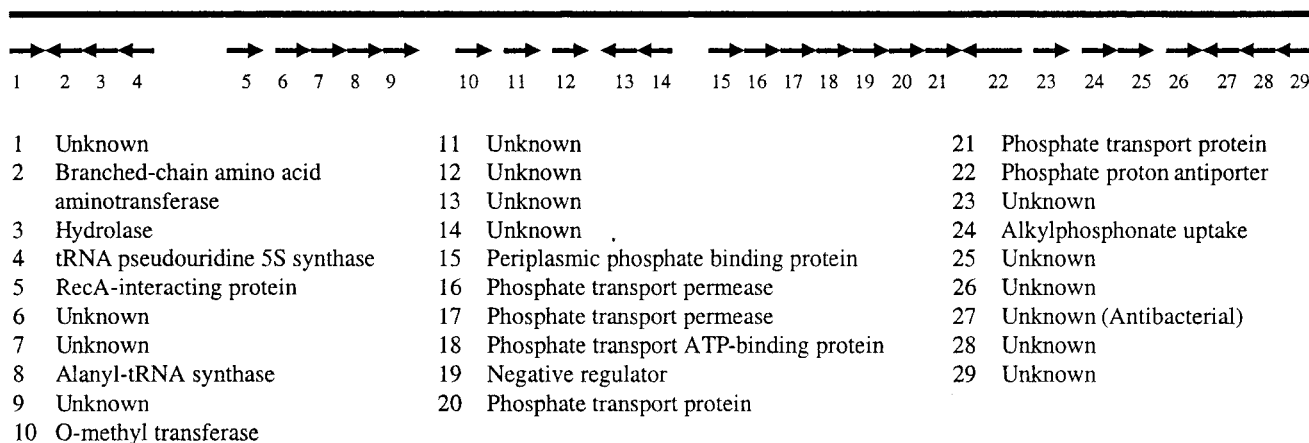 1 2 3 4 5 6 7 8 9 10 11 12 13 14 15 16 17 18 19 20 21 22 23 24 25 26 27 28 29
1 Unknown
2 Branched-chain amino acid
aminotransferase
3 Hydrolase
4 tRNA pseudouridine 5S synthase
5 RecA-interacting protein
6 Unknown
7 Unknown
8 Alanyl-tRNA synthase
9 Unknown
10 O-methyl transferase
11 Unknown
12 Unknown
13 Unknown
14 Unknown
15 Periplasmic phosphate binding protein
16 Phosphate transport permease
17 Phosphate transport permease
18 Phosphate transport ATP-binding protein
19 Negative regulator
20 Phosphate transport protein
21 Phosphate transport protein
22 Phosphate proton antiporter
23 Unknown
24 Alkylphosphonate uptake
25 Unknown
26 Unknown
27 Unknown (Antibacterial)
28 Unknown
29 Unknown